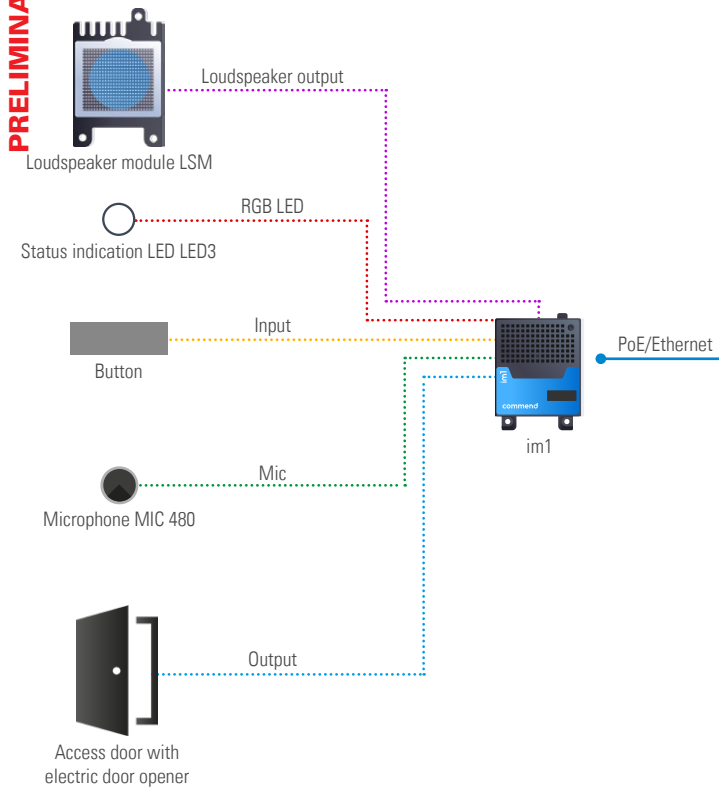 PRELIMINA
Loudspeaker output
Loudspeaker module LSM
RGB LED
Status indication LED LED3
Input
Button
PoE/Ethernet
im1
commend
im1
Mic
Microphone MIC 480
Output
Access door with
electric door opener